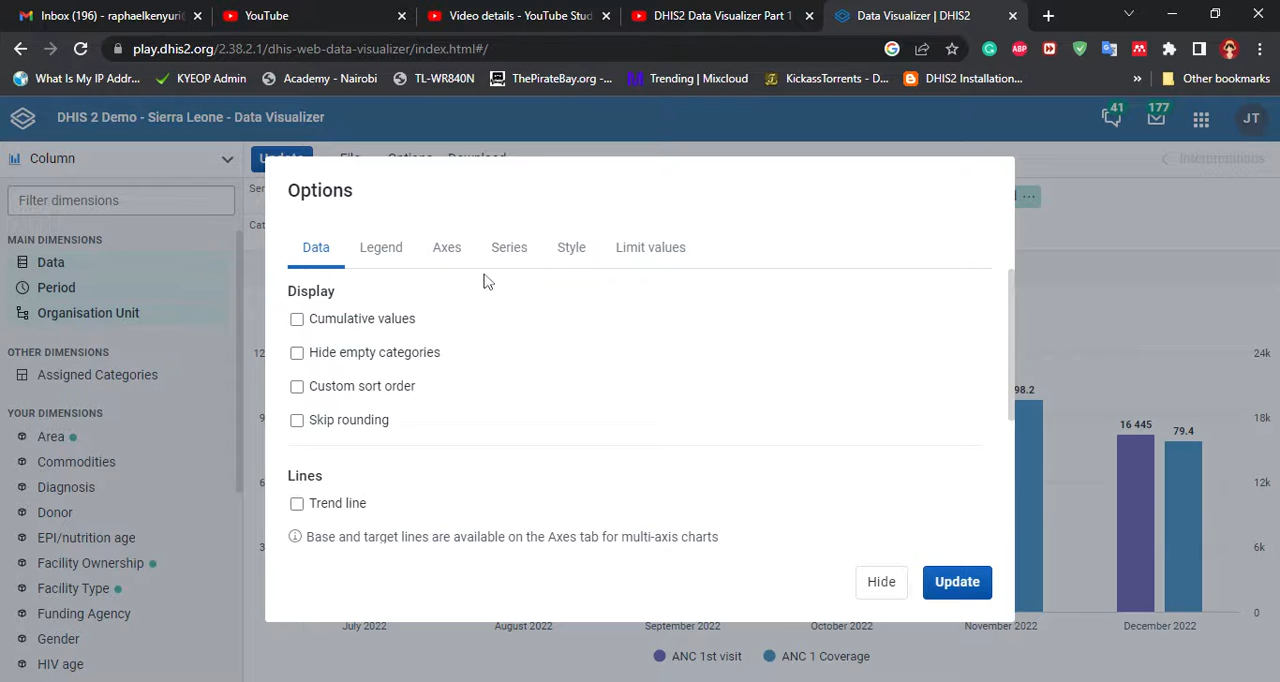 Inbox (196) - raphaelkenyuri@
YouTube
Video details - YouTube Stud
DHIS2 Data Visualizer Part 1
Data Visualizer | DHIS2
play.dhis2.org/2.38.2.1/dhis-web-data-visualizer/index.html#/
What Is My IP Addr...
KYEOP Admin
Academy - Nairobi
TL-WR840N
ThePirateBay.org -...
Trending | Mixcloud
KickassTorrents - D...
DHIS2 Installation...
»
Other bookmarks
DHIS 2 Demo - Sierra Leone - Data Visualizer
41
177
JT
Column
Update
File
Options
Download
Interpretations
Filter dimensions
MAIN DIMENSIONS
Data
Period
Organisation Unit
OTHER DIMENSIONS
Assigned Categories
YOUR DIMENSIONS
Area
Commodities
Diagnosis
Donor
EPI/nutrition age
Facility Ownership
Facility Type
Funding Agency
Gender
HIV age
Options
Data
Legend
Axes
Series
Style
Limit values
Display
Cumulative values
Hide empty categories
Custom sort order
Skip rounding
Lines
Trend line
Base and target lines are available on the Axes tab for multi-axis charts
Hide
Update
98.2
16 445
79.4
24k
18k
12k
6k
0
July 2022
August 2022
September 2022
October 2022
November 2022
December 2022
ANC 1st visit
ANC 1 Coverage